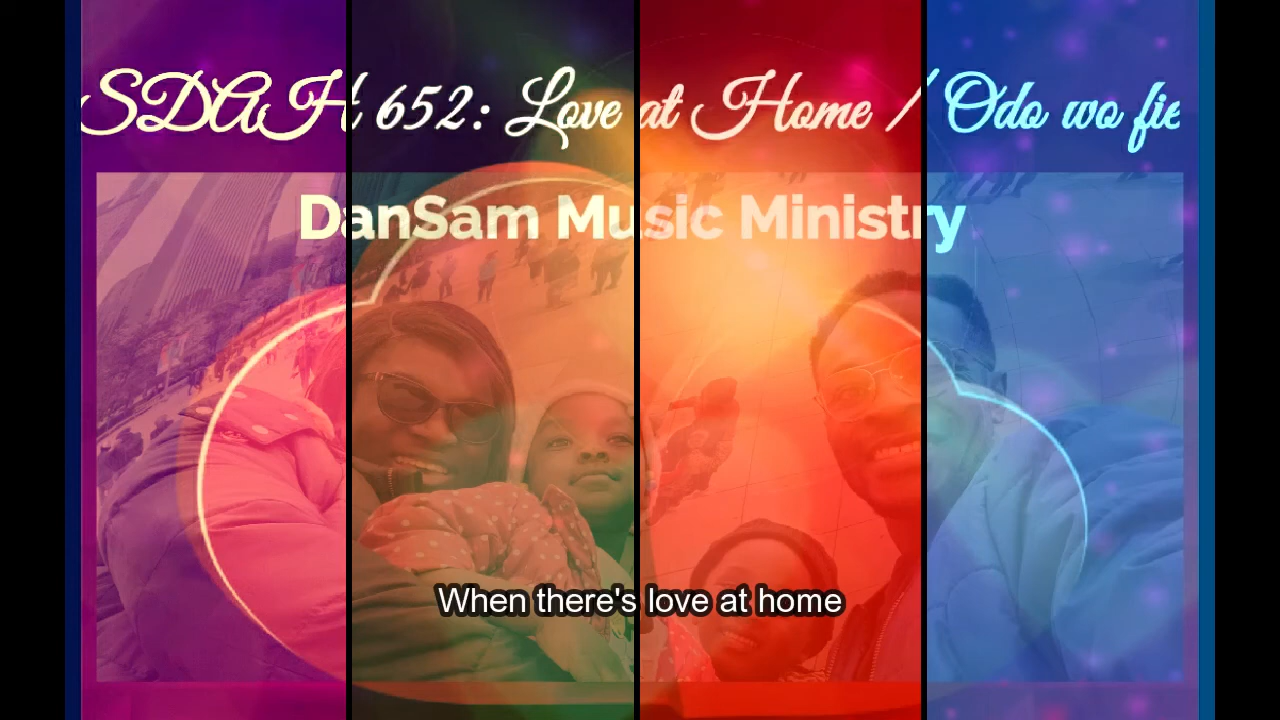 SDAH 652: Love at Home / Odo wo fie
DanSam Music Ministry
When there's love at home